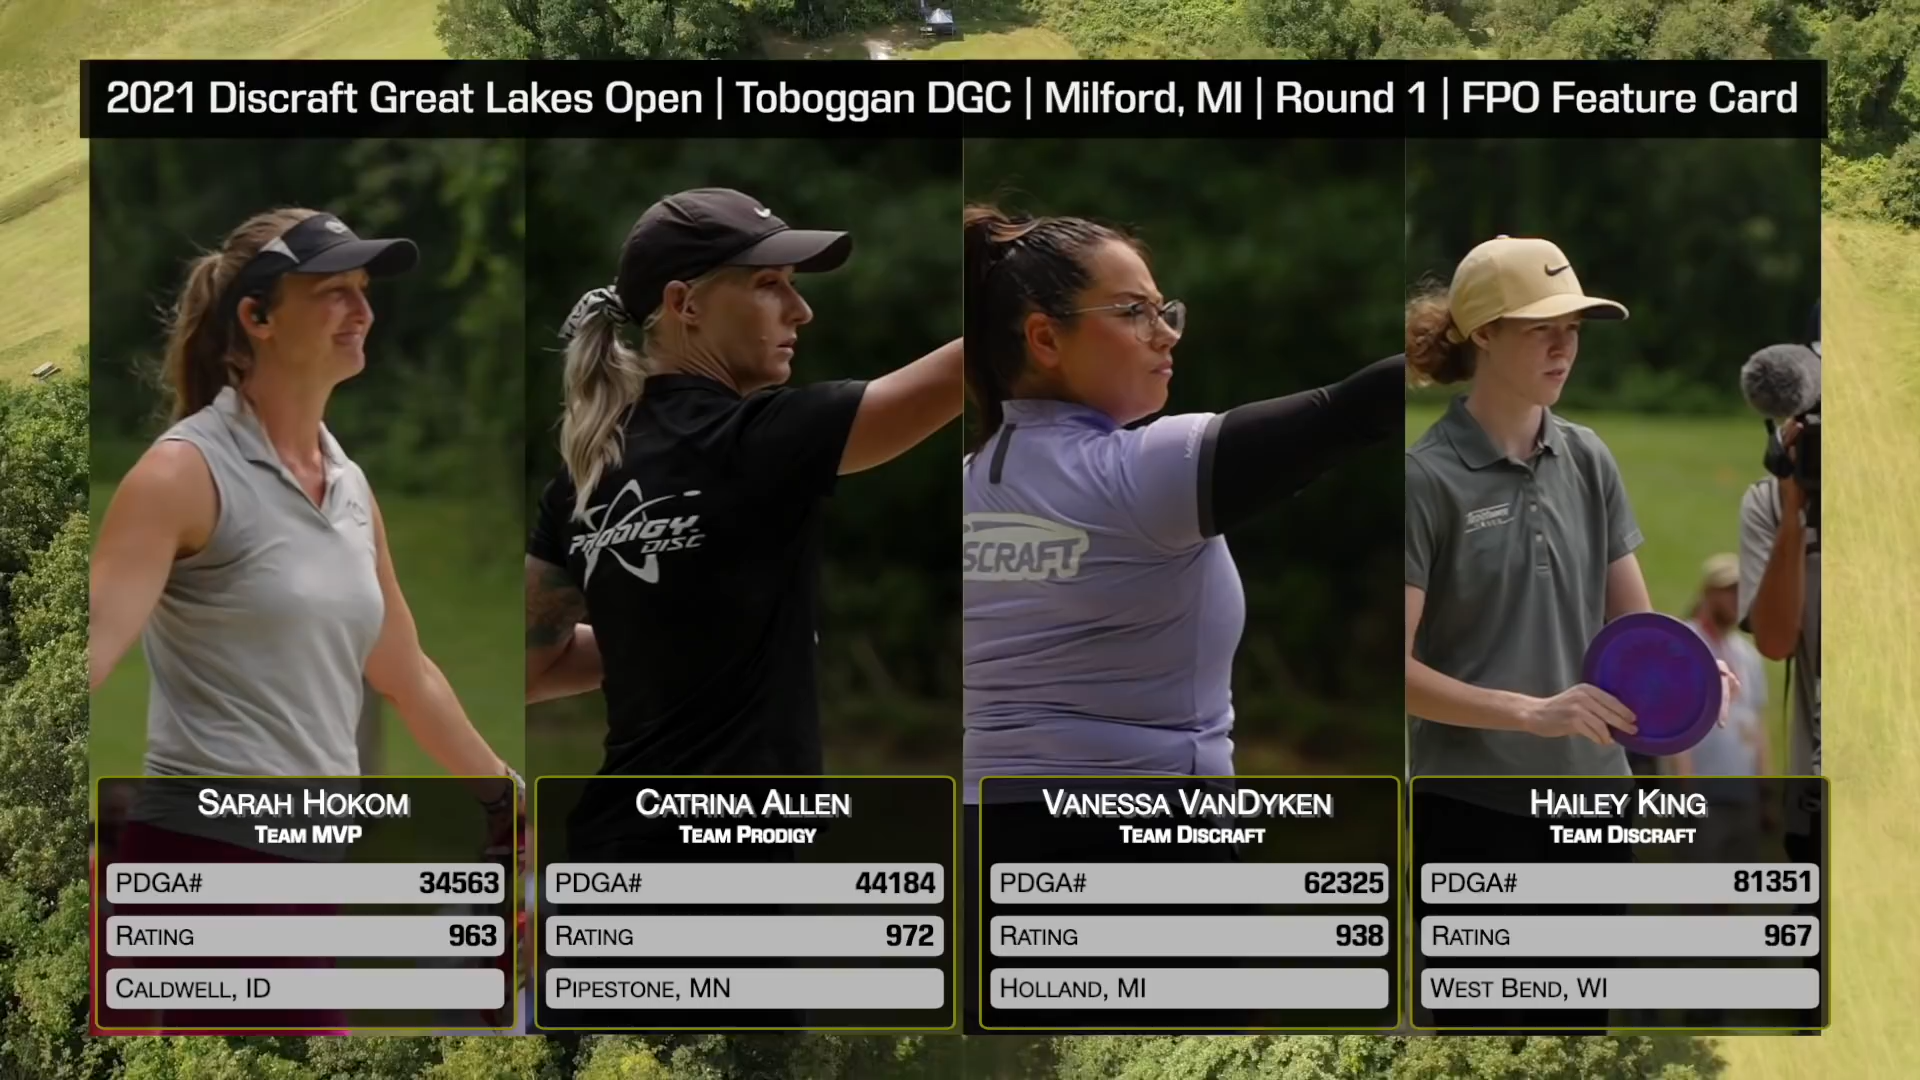 2021 Discraft Great Lakes Open | Toboggan DGC | Milford, MI | Round 1 | FPO Feature Card
PRODIGY
DISC
SCRAFT
SARAH HOKOM
TEAM MVP
PDGA# 34563
RATING 963
CALDWELL, ID
CATRINA ALLEN
TEAM PRODIGY
PDGA# 44184
RATING 972
PIPESTONE, MN
VANESSA VANDYKEN
TEAM DISCRAFT
PDGA# 62325
RATING 938
HOLLAND, MI
HAILEY KING
TEAM DISCRAFT
PDGA# 81351
RATING 967
WEST BEND, WI